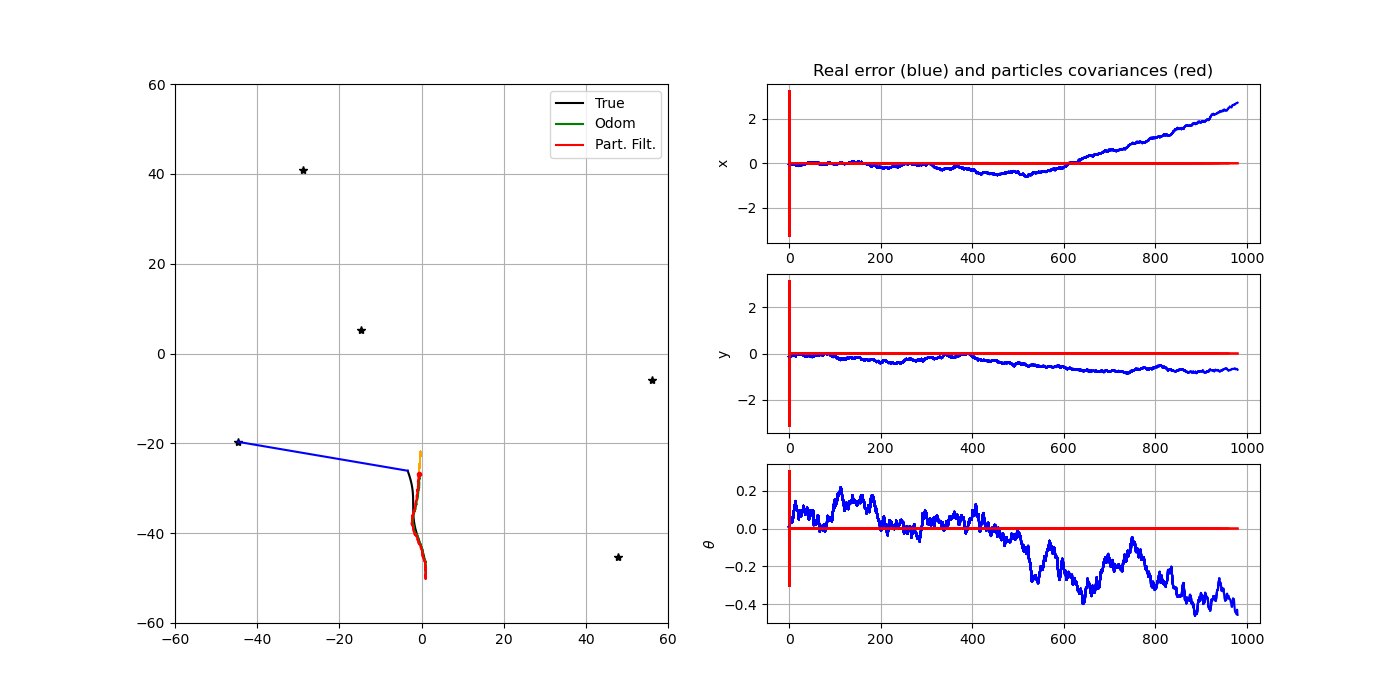 60
40
20
0
−20
−40
−60
−60 −40 −20 0 20 40 60
True
Odom
Part. Filt.
Real error (blue) and particles covariances (red)
x
2
0
−2
0 200 400 600 800 1000
y
2
0
−2
0 200 400 600 800 1000
θ
0.2
0.0
−0.2
−0.4
0 200 400 600 800 1000